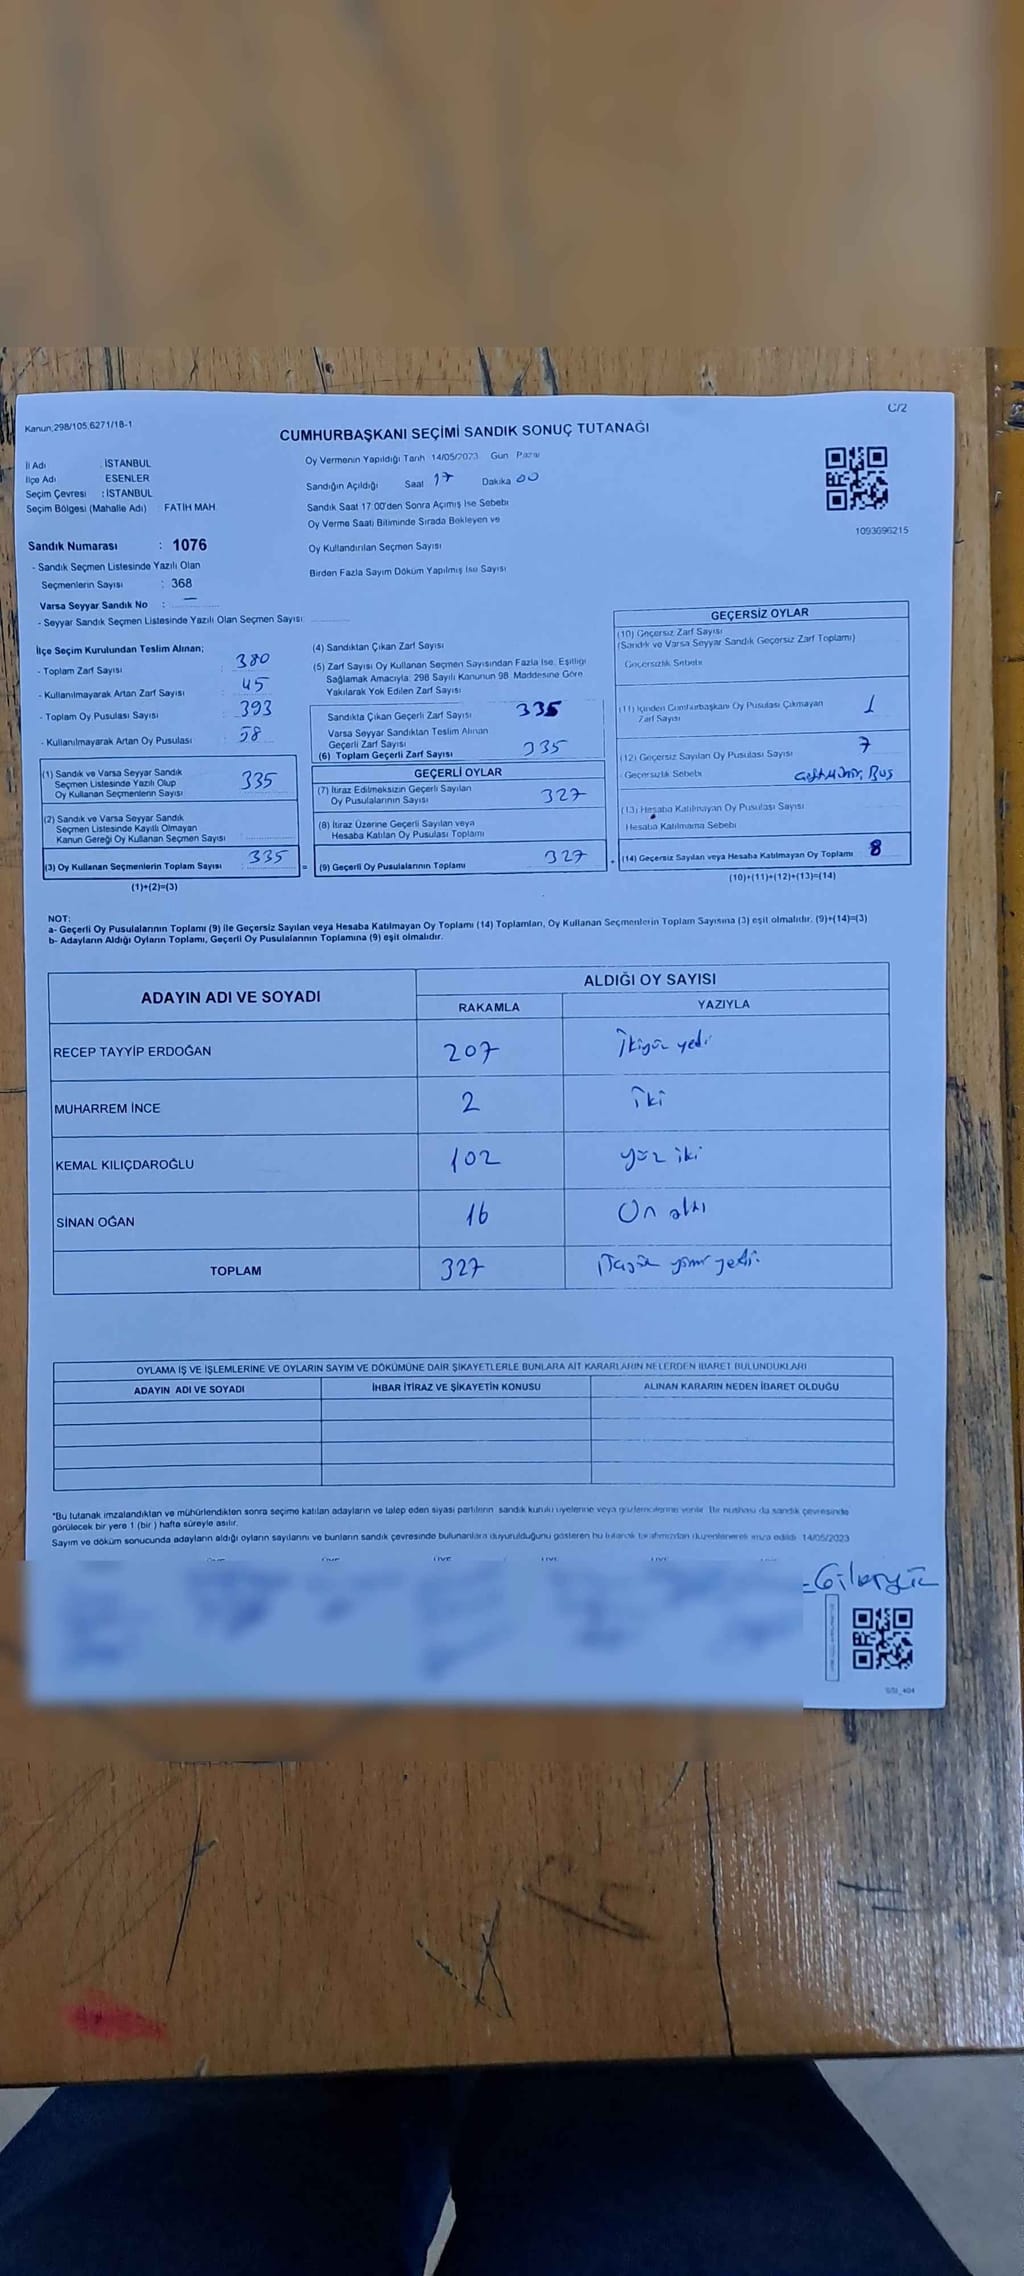 C/2
Kanun,298/105,6271/18-1
CUMHURBAŞKANI SEÇİMİ SANDIK SONUÇ TUTANAĞI
İl Adı : İSTANBUL
İlçe Adı ESENLER
Seçim Çevresi : İSTANBUL
Seçim Bölgesi (Mahalle Adı) FATİH MAH.
Oy Vermenin Yapıldığı Tarih 14/05/2023 Gün Pazar
Sandığın Açıldığı Saat 17 Dakika 00
Sandık Saat 17:00'den Sonra Açılmış İse Sebebi
Oy Verme Saati Bitiminde Sırada Bekleyen ve
Oy Kullandırılan Seçmen Sayısı
Birden Fazla Sayım Döküm Yapılmış İse Sayısı
1093696215
Sandık Numarası : 1076
- Sandık Seçmen Listesinde Yazılı Olan
Seçmenlerin Sayısı : 368
Varsa Seyyar Sandık No : —
- Seyyar Sandık Seçmen Listesinde Yazılı Olan Seçmen Sayısı
İlçe Seçim Kurulundan Teslim Alınan;
- Toplam Zarf Sayısı : 380
- Kullanılmayarak Artan Zarf Sayısı : 45
- Toplam Oy Pusulası Sayısı : 393
- Kullanılmayarak Artan Oy Pusulası : 58
(1) Sandık ve Varsa Seyyar Sandık
Seçmen Listesinde Yazılı Olup
Oy Kullanan Seçmenlerin Sayısı 335
(2) Sandık ve Varsa Seyyar Sandık
Seçmen Listesinde Kayıtlı Olmayan
Kanun Gereği Oy Kullanan Seçmen Sayısı
(3) Oy Kullanan Seçmenlerin Toplam Sayısı 335
(1)+(2)=(3)
(4) Sandıktan Çıkan Zarf Sayısı
(5) Zarf Sayısı Oy Kullanan Seçmen Sayısından Fazla İse, Eşitliği
Sağlamak Amacıyla; 298 Sayılı Kanunun 98. Maddesine Göre
Yakılarak Yok Edilen Zarf Sayısı
Sandıkta Çıkan Geçerli Zarf Sayısı 335
Varsa Seyyar Sandıktan Teslim Alınan
Geçerli Zarf Sayısı
(6) Toplam Geçerli Zarf Sayısı 335
GEÇERLİ OYLAR
(7) İtiraz Edilmeksizin Geçerli Sayılan
Oy Pusulalarının Sayısı 327
(8) İtiraz Üzerine Geçerli Sayılan veya
Hesaba Katılan Oy Pusulası Toplamı
= (9) Geçerli Oy Pusulalarının Toplamı 327
GEÇERSİZ OYLAR
(10) Geçersiz Zarf Sayısı
(Sandık ve Varsa Seyyar Sandık Geçersiz Zarf Toplamı)
Geçersizlik Sebebi
(11) İçinden Cumhurbaşkanı Oy Pusulası Çıkmayan
Zarf Sayısı 1
(12) Geçersiz Sayılan Oy Pusulası Sayısı 7
Geçersizlik Sebebi Çift Mühür, Boş
(13) Hesaba Katılmayan Oy Pusulası Sayısı
Hesaba Katılmama Sebebi
+ (14) Geçersiz Sayılan veya Hesaba Katılmayan Oy Toplamı 8
(10)+(11)+(12)+(13)=(14)
NOT:
a- Geçerli Oy Pusulalarının Toplamı (9) ile Geçersiz Sayılan veya Hesaba Katılmayan Oy Toplamı (14) Toplamları, Oy Kullanan Seçmenlerin Toplam Sayısına (3) eşit olmalıdır. (9)+(14)=(3)
b- Adayların Aldığı Oyların Toplamı, Geçerli Oy Pusulalarının Toplamına (9) eşit olmalıdır.
ADAYIN ADI VE SOYADI ALDIĞI OY SAYISI
RAKAMLA YAZIYLA
RECEP TAYYİP ERDOĞAN 207 İkiyüz yedi
MUHARREM İNCE 2 İki
KEMAL KILIÇDAROĞLU 102 yüz iki
SİNAN OĞAN 16 On altı
TOPLAM 327 Üçyüz yirmi yedi
OYLAMA İŞ VE İŞLEMLERİNE VE OYLARIN SAYIM VE DÖKÜMÜNE DAİR ŞİKAYETLERLE BUNLARA AİT KARARLARIN NELERDEN İBARET BULUNDUKLARI
ADAYIN ADI VE SOYADI İHBAR İTİRAZ VE ŞİKAYETİN KONUSU ALINAN KARARIN NEDEN İBARET OLDUĞU
*Bu tutanak imzalandıktan ve mühürlendikten sonra seçime katılan adayların ve talep eden siyasi partilerin sandık kurulu üyelerine veya gözlemcilerine verilir. Bir nüshası da sandık çevresinde
görülecek bir yere 1 (bir) hafta süreyle asılır.
Sayım ve döküm sonucunda adayların aldığı oyların sayılarını ve bunların sandık çevresinde bulunanlara duyurulduğunu gösteren bu tutanak tarafımızdan düzenlenerek imza edildi. 14/05/2023